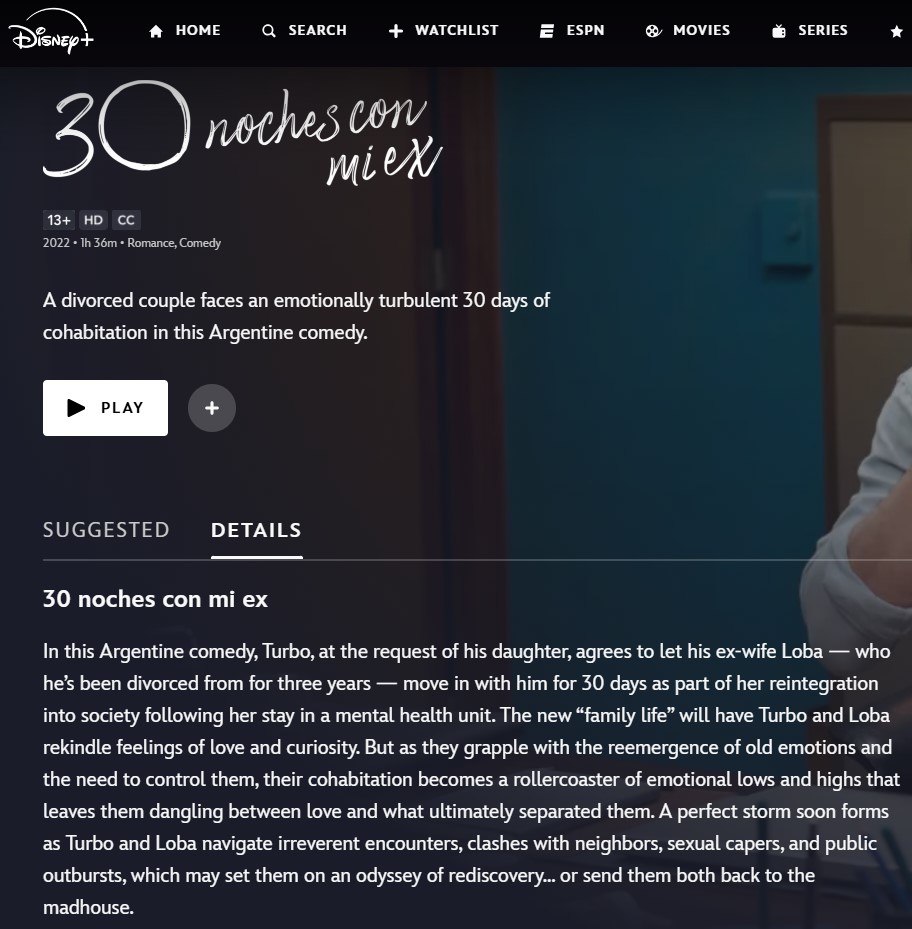 Disney+ HOME SEARCH WATCHLIST ESPN MOVIES SERIES
30 noches con
mi ex
13+ HD CC
2022 • 1h 36m • Romance, Comedy
A divorced couple faces an emotionally turbulent 30 days of
cohabitation in this Argentine comedy.
PLAY
SUGGESTED DETAILS
30 noches con mi ex
In this Argentine comedy, Turbo, at the request of his daughter, agrees to let his ex-wife Loba — who
he's been divorced from for three years — move in with him for 30 days as part of her reintegration
into society following her stay in a mental health unit. The new “family life” will have Turbo and Loba
rekindle feelings of love and curiosity. But as they grapple with the reemergence of old emotions and
the need to control them, their cohabitation becomes a rollercoaster of emotional lows and highs that
leaves them dangling between love and what ultimately separated them. A perfect storm soon forms
as Turbo and Loba navigate irreverent encounters, clashes with neighbors, sexual capers, and public
outbursts, which may set them on an odyssey of rediscovery... or send them both back to the
madhouse.